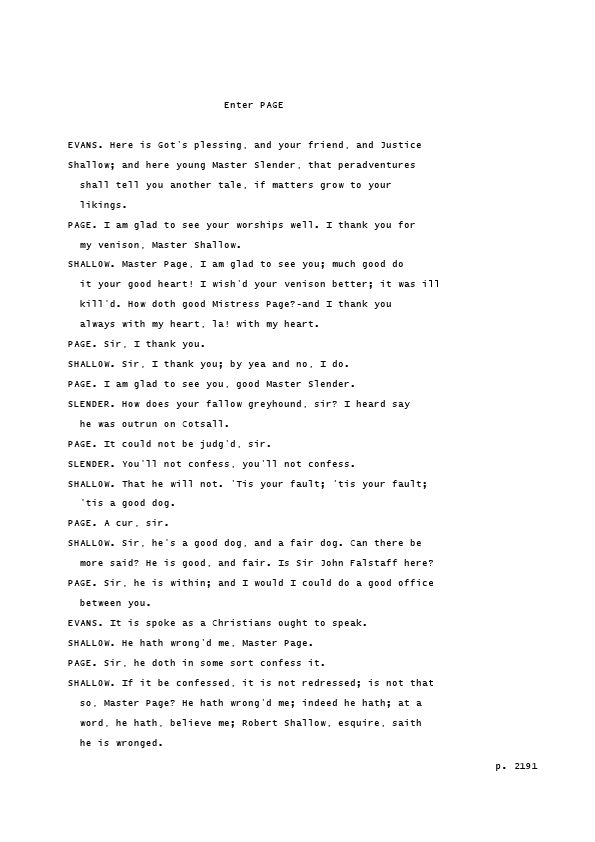 Enter PAGE
EVANS. Here is Got's plessing, and your friend, and Justice
Shallow; and here young Master Slender, that peradventures
shall tell you another tale, if matters grow to your
likings.
PAGE. I am glad to see your worships well. I thank you for
my venison, Master Shallow.
SHALLOW. Master Page, I am glad to see you; much good do
it your good heart! I wish'd your venison better; it was ill
kill'd. How doth good Mistress Page?-and I thank you
always with my heart, la! with my heart.
PAGE. Sir, I thank you.
SHALLOW. Sir, I thank you; by yea and no, I do.
PAGE. I am glad to see you, good Master Slender.
SLENDER. How does your fallow greyhound, sir? I heard say
he was outrun on Cotsall.
PAGE. It could not be judg'd, sir.
SLENDER. You'll not confess, you'll not confess.
SHALLOW. That he will not. 'Tis your fault; 'tis your fault;
'tis a good dog.
PAGE. A cur, sir.
SHALLOW. Sir, he's a good dog, and a fair dog. Can there be
more said? He is good, and fair. Is Sir John Falstaff here?
PAGE. Sir, he is within; and I would I could do a good office
between you.
EVANS. It is spoke as a Christians ought to speak.
SHALLOW. He hath wrong'd me, Master Page.
PAGE. Sir, he doth in some sort confess it.
SHALLOW. If it be confessed, it is not redressed; is not that
so, Master Page? He hath wrong'd me; indeed he hath; at a
word, he hath, believe me; Robert Shallow, esquire, saith
he is wronged.
p. 2191